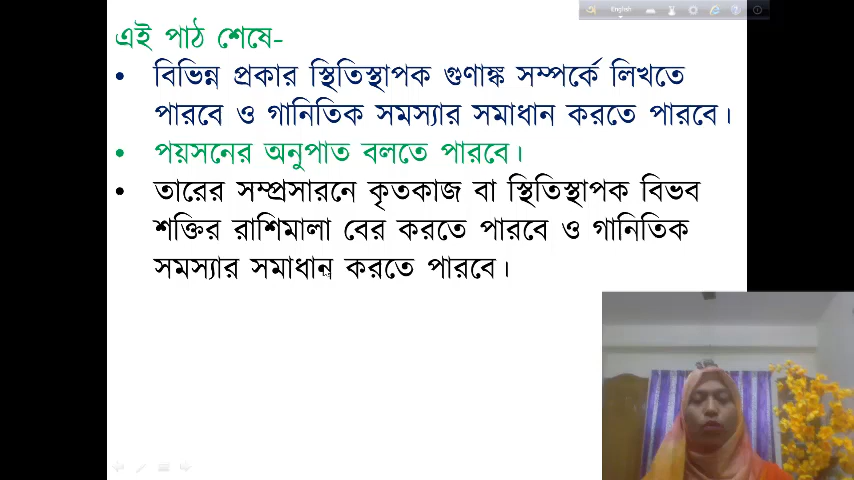 English
এই পাঠ শেষে-
• বিভিন্ন প্রকার স্থিতিস্থাপক গুণাঙ্ক সম্পর্কে লিখতে
পারবে ও গানিতিক সমস্যার সমাধান করতে পারবে।
• পয়সনের অনুপাত বলতে পারবে।
• তারের সম্প্রসারনে কৃতকাজ বা স্থিতিস্থাপক বিভব
শক্তির রাশিমালা বের করতে পারবে ও গানিতিক
সমস্যার সমাধান করতে পারবে।